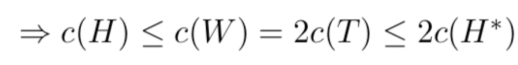 ⇒ c(H) ≤ c(W) = 2c(T) ≤ 2c(H*)